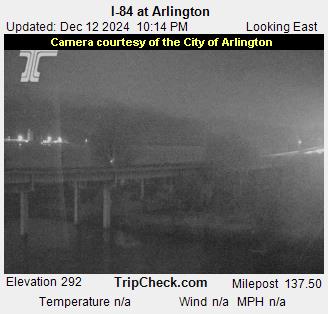 I-84 at Arlington
Updated: Dec 12 2024 10:14 PM Looking East
Camera courtesy of the City of Arlington
Elevation 292 TripCheck.com Milepost 137.50
Temperature n/a Wind n/a MPH n/a